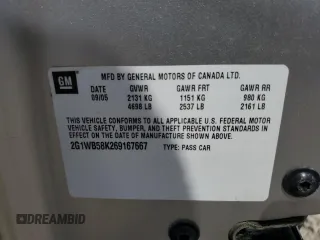 GM
MFD BY GENERAL MOTORS OF CANADA LTD.
DATE GVWR GAWR FRT GAWR RR
09/05 2131 KG 1151 KG 980 KG
4698 LB 2537 LB 2161 LB
THIS VEHICLE CONFORMS TO ALL APPLICABLE U.S. FEDERAL MOTOR
VEHICLE SAFETY, BUMPER, AND THEFT PREVENTION STANDARDS IN
EFFECT ON THE DATE OF MANUFACTURE SHOWN ABOVE.
2G1WB58K269167667 TYPE: PASS CAR
DREAMBID